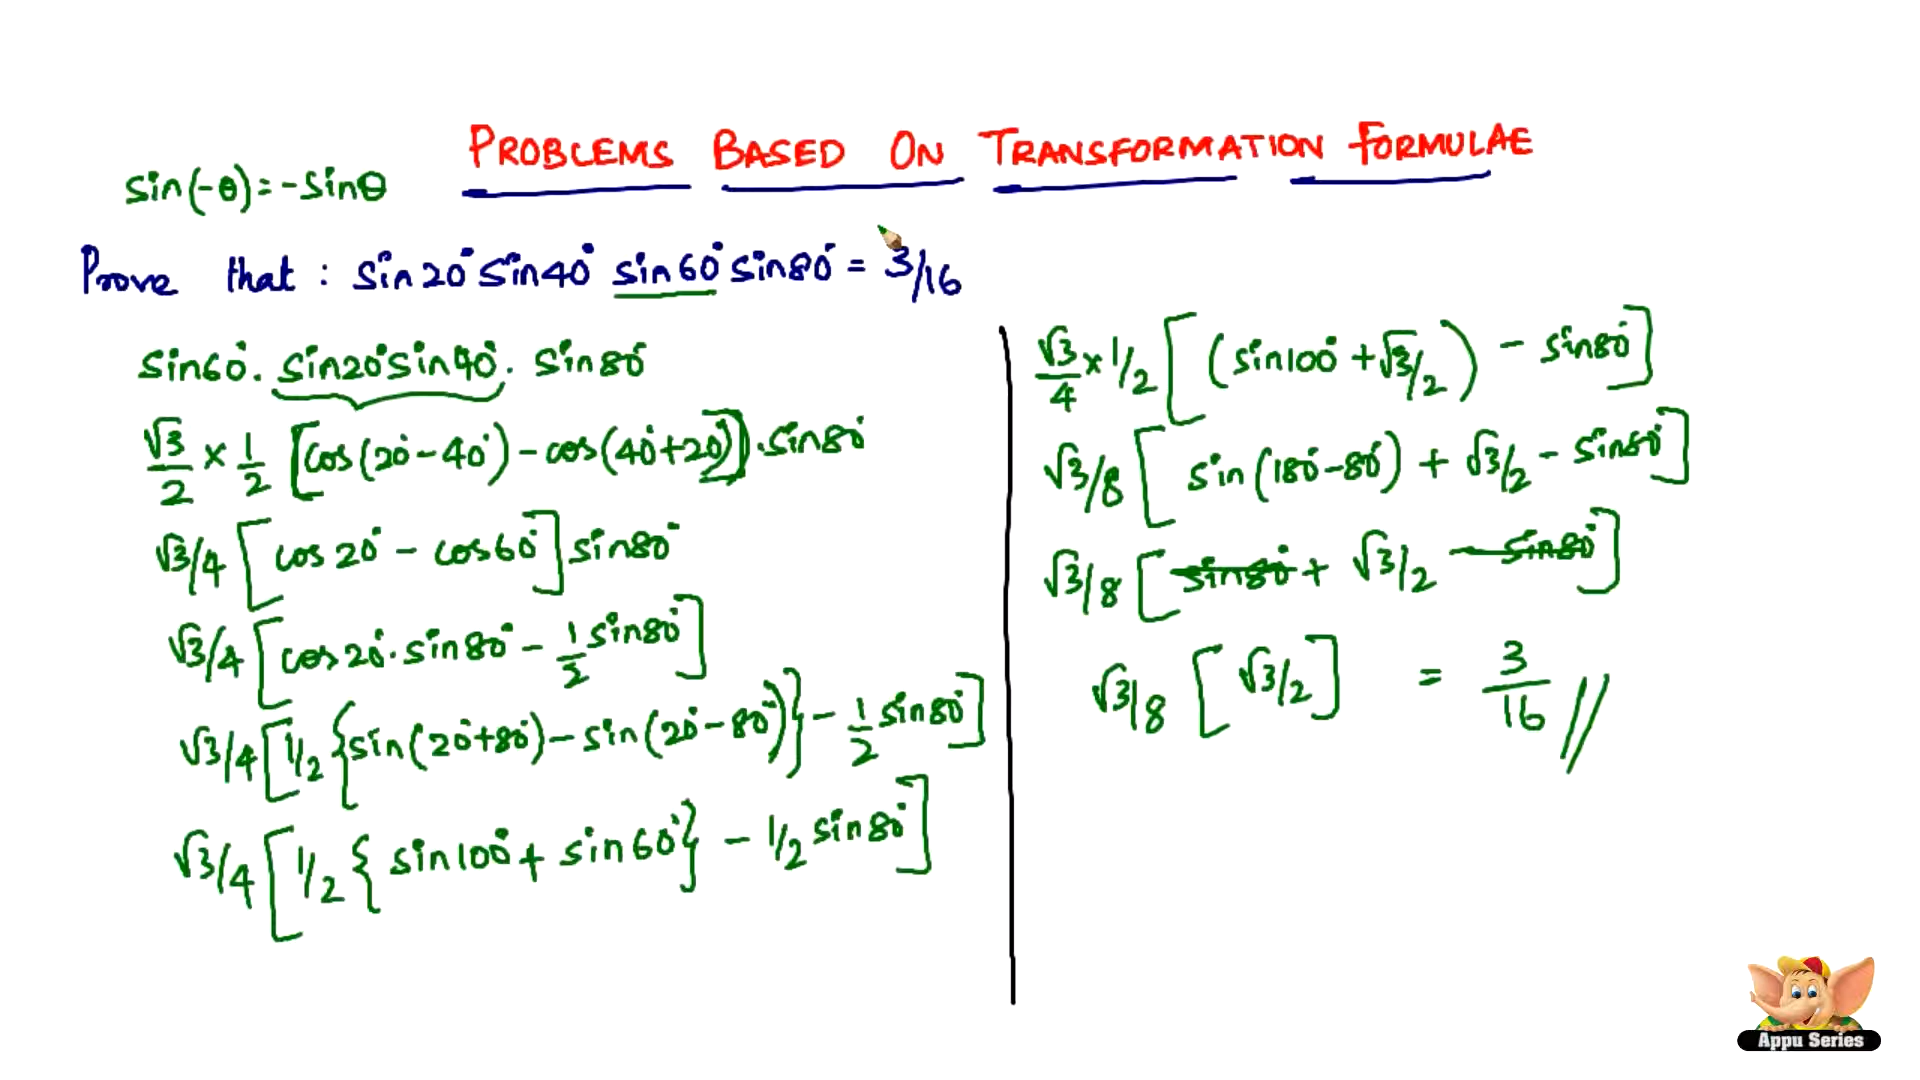 PROBLEMS BASED ON TRANSFORMATION FORMULAE
sin(-θ)=-sinθ
Prove that : sin20° sin40° sin60° sin80° = 3/16
sin60°. sin20°sin40°. sin80°
√3/2 × 1/2 [cos(20°-40°)-cos(40°+20°)].sin80°
√3/4 [cos20° - cos60°] sin80°
√3/4 [cos20°.sin80° - 1/2 sin80°]
√3/4 [1/2 {sin(20°+80°)-sin(20°-80°)} - 1/2 sin80°]
√3/4 [1/2 {sin100°+ sin60°} - 1/2 sin80°]
√3/4 × 1/2 [(sin100° + √3/2) - sin80°]
√3/8 [sin(180°-80°) + √3/2 - sin80°]
√3/8 [sin80° + √3/2 - sin80°]
√3/8 [√3/2] = 3/16 //
Appu Series